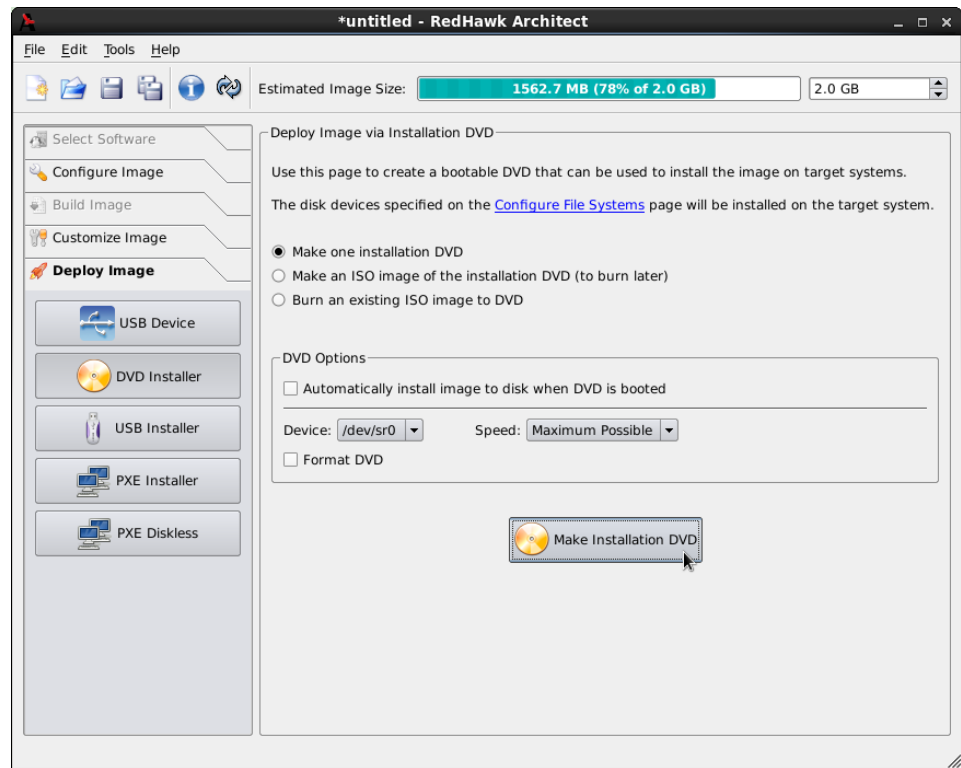 *untitled - RedHawk Architect
File Edit Tools Help
Estimated Image Size: 1562.7 MB (78% of 2.0 GB) 2.0 GB
Select Software
Configure Image
Build Image
Customize Image
Deploy Image
USB Device
DVD Installer
USB Installer
PXE Installer
PXE Diskless
Deploy Image via Installation DVD
Use this page to create a bootable DVD that can be used to install the image on target systems.
The disk devices specified on the Configure File Systems page will be installed on the target system.
Make one installation DVD
Make an ISO image of the installation DVD (to burn later)
Burn an existing ISO image to DVD
DVD Options
Automatically install image to disk when DVD is booted
Device: /dev/sr0 Speed: Maximum Possible
Format DVD
Make Installation DVD